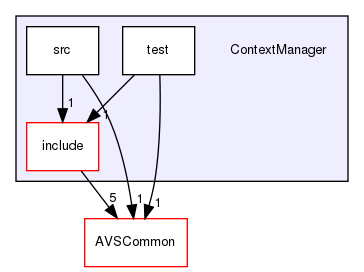 src
test
ContextManager
1
1
include
5
1
1
AVSCommon